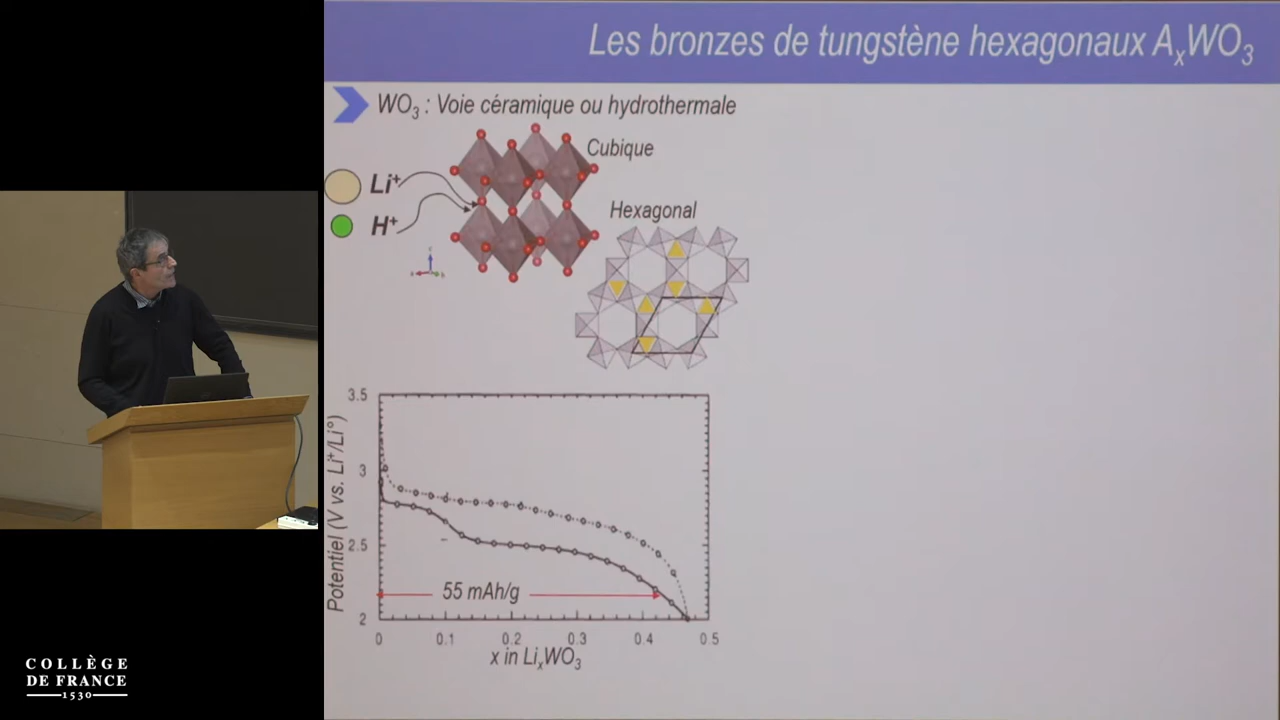 Les bronzes de tungstène hexagonaux AₓWO₃
WO₃ : Voie céramique ou hydrothermale
Cubique
Li⁺
H⁺
Hexagonal
3.5
3
2.5
2
Potentiel (V vs. Li⁺/Li°)
55 mAh/g
0 0.1 0.2 0.3 0.4 0.5
x in LiₓWO₃
COLLÈGE
DE FRANCE
1530